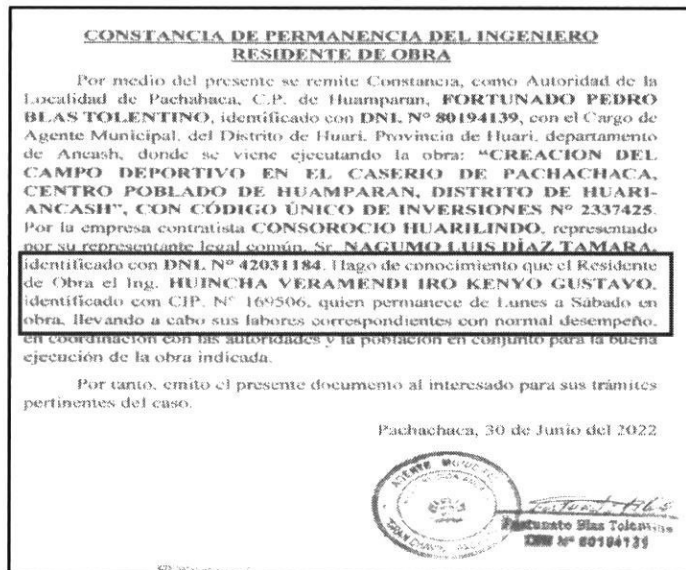 CONSTANCIA DE PERMANENCIA DEL INGENIERO
RESIDENTE DE OBRA
Por medio del presente se remite Constancia, como Autoridad de la
Localidad de Pachahaca, C.P. de Huamparan, FORTUNADO PEDRO
BLAS TOLENTINO, identificado con DNI. N° 80194139, con el Cargo de
Agente Municipal, del Distrito de Huari, Provincia de Huari, departamento
de Ancash, donde se viene ejecutando la obra: "CREACION DEL
CAMPO DEPORTIVO EN EL CASERIO DE PACHACHACA,
CENTRO POBLADO DE HUAMPARAN, DISTRITO DE HUARI-
ANCASH", CON CÓDIGO ÚNICO DE INVERSIONES N° 2337425.
Por la empresa contratista CONSOROCIO HUARILINDO, representado
por su representante legal común, Sr. NAGUMO LUIS DÍAZ TAMARA,
identificado con DNI. N° 42031184. Hago de conocimiento que el Residente
de Obra el Ing. HUINCHO VERAMENDI IRO KENYO GUSTAVO,
identificado con CIP. N° 169506, quien permanece de Lunes a Sábado en
obra, llevando a cabo sus labores correspondientes con normal desempeño,
en coordinación con las autoridades y la población en conjunto para la buena
ejecución de la obra indicada.
Por tanto, emito el presente documento al interesado para sus trámites
pertinentes del caso.
Pachachaca, 30 de Junio del 2022
AGENTE
Fortunato Blas Tolentino
DNI N° 80194139